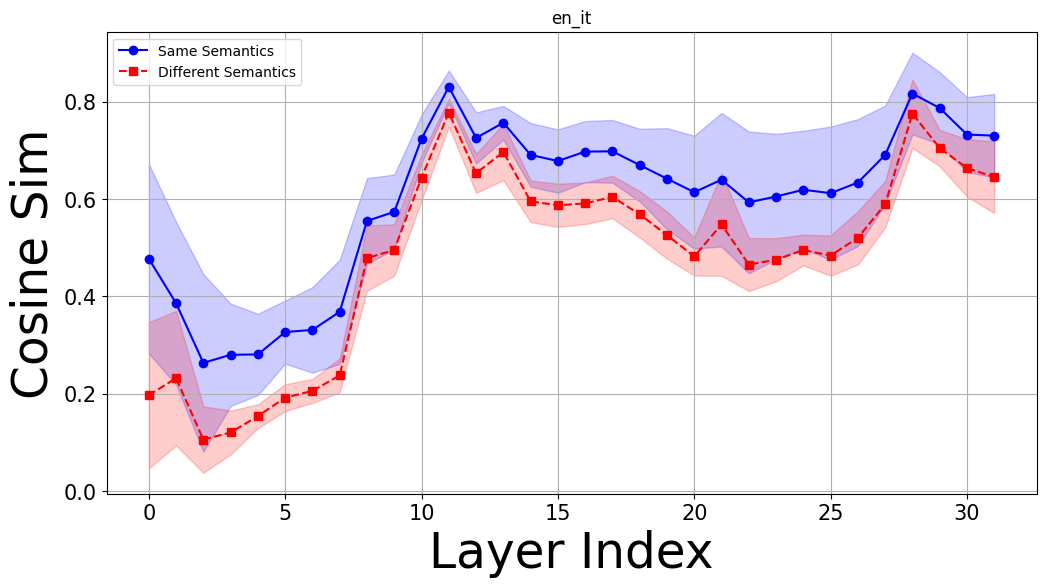 en_it
Same Semantics
Different Semantics
Cosine Sim
0.8
0.6
0.4
0.2
0.0
0 5 10 15 20 25 30
Layer Index